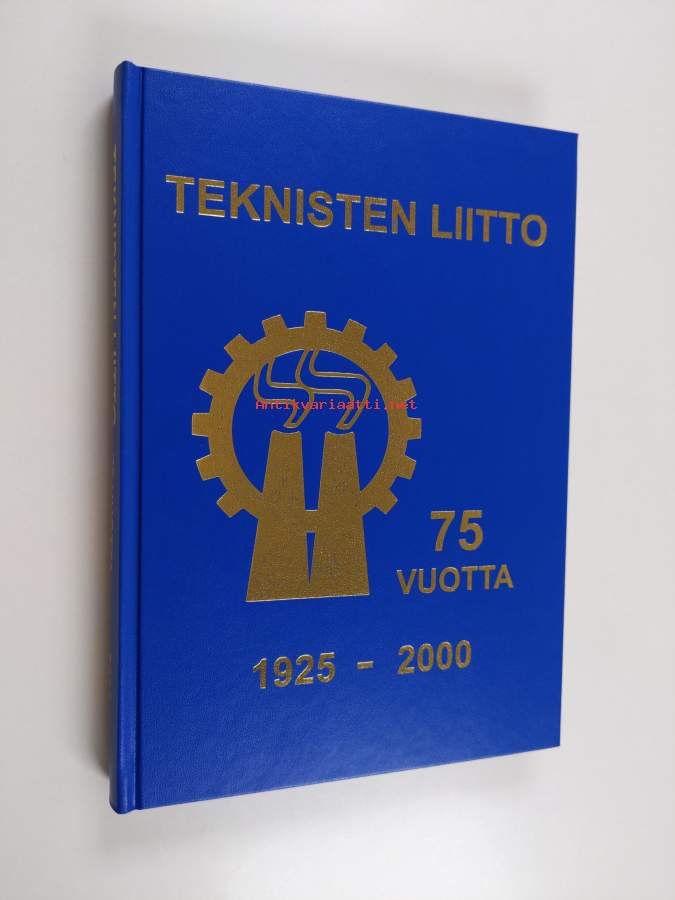 TEKNISTEN LIITTO
Antikvariaatti.net
75
VUOTTA
1925 - 2000